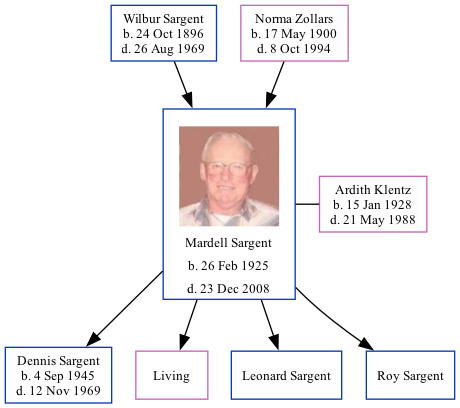 Wilbur Sargent
b. 24 Oct 1896
d. 26 Aug 1969
Norma Zollars
b. 17 May 1900
d. 8 Oct 1994
Mardell Sargent
b. 26 Feb 1925
d. 23 Dec 2008
Ardith Klentz
b. 15 Jan 1928
d. 21 May 1988
Dennis Sargent
b. 4 Sep 1945
d. 12 Nov 1969
Living
Leonard Sargent
Roy Sargent